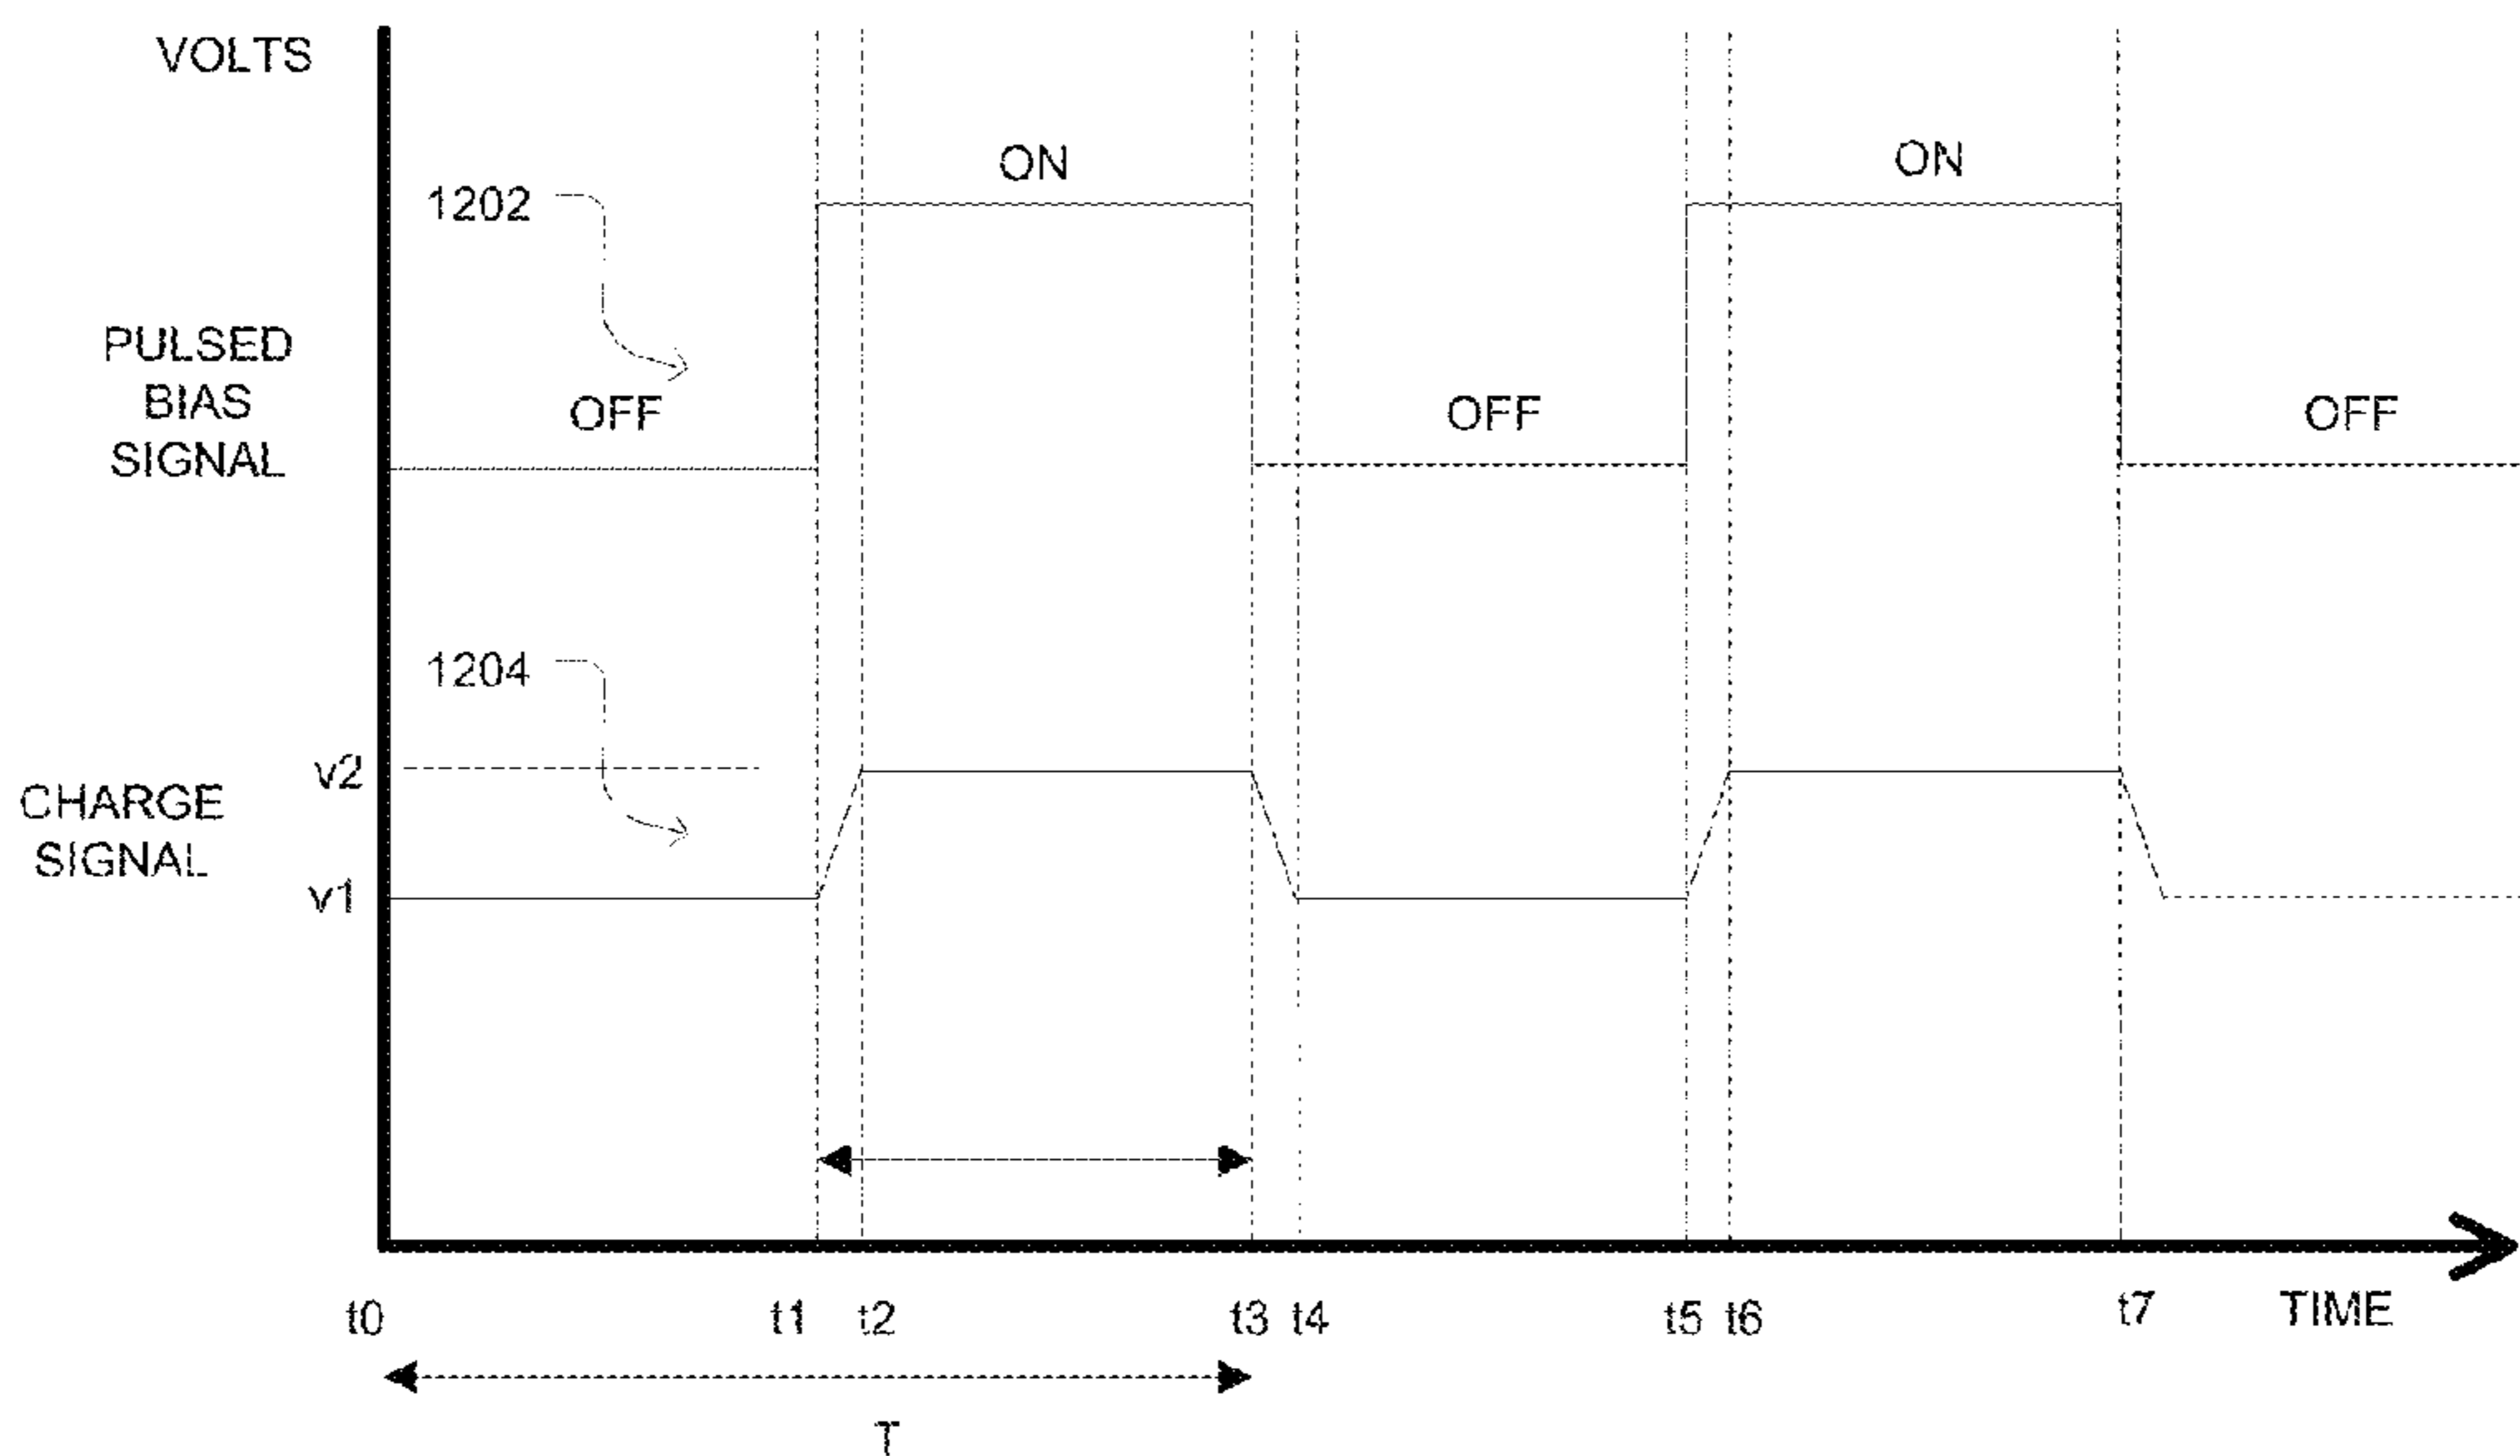 VOLTS
ON
ON
1202
PULSED
BIAS
SIGNAL
OFF
OFF
OFF
1204
v2
CHARGE
SIGNAL
v1
t0 t1 t2 t3 t4 t5 t6 t7 TIME
T